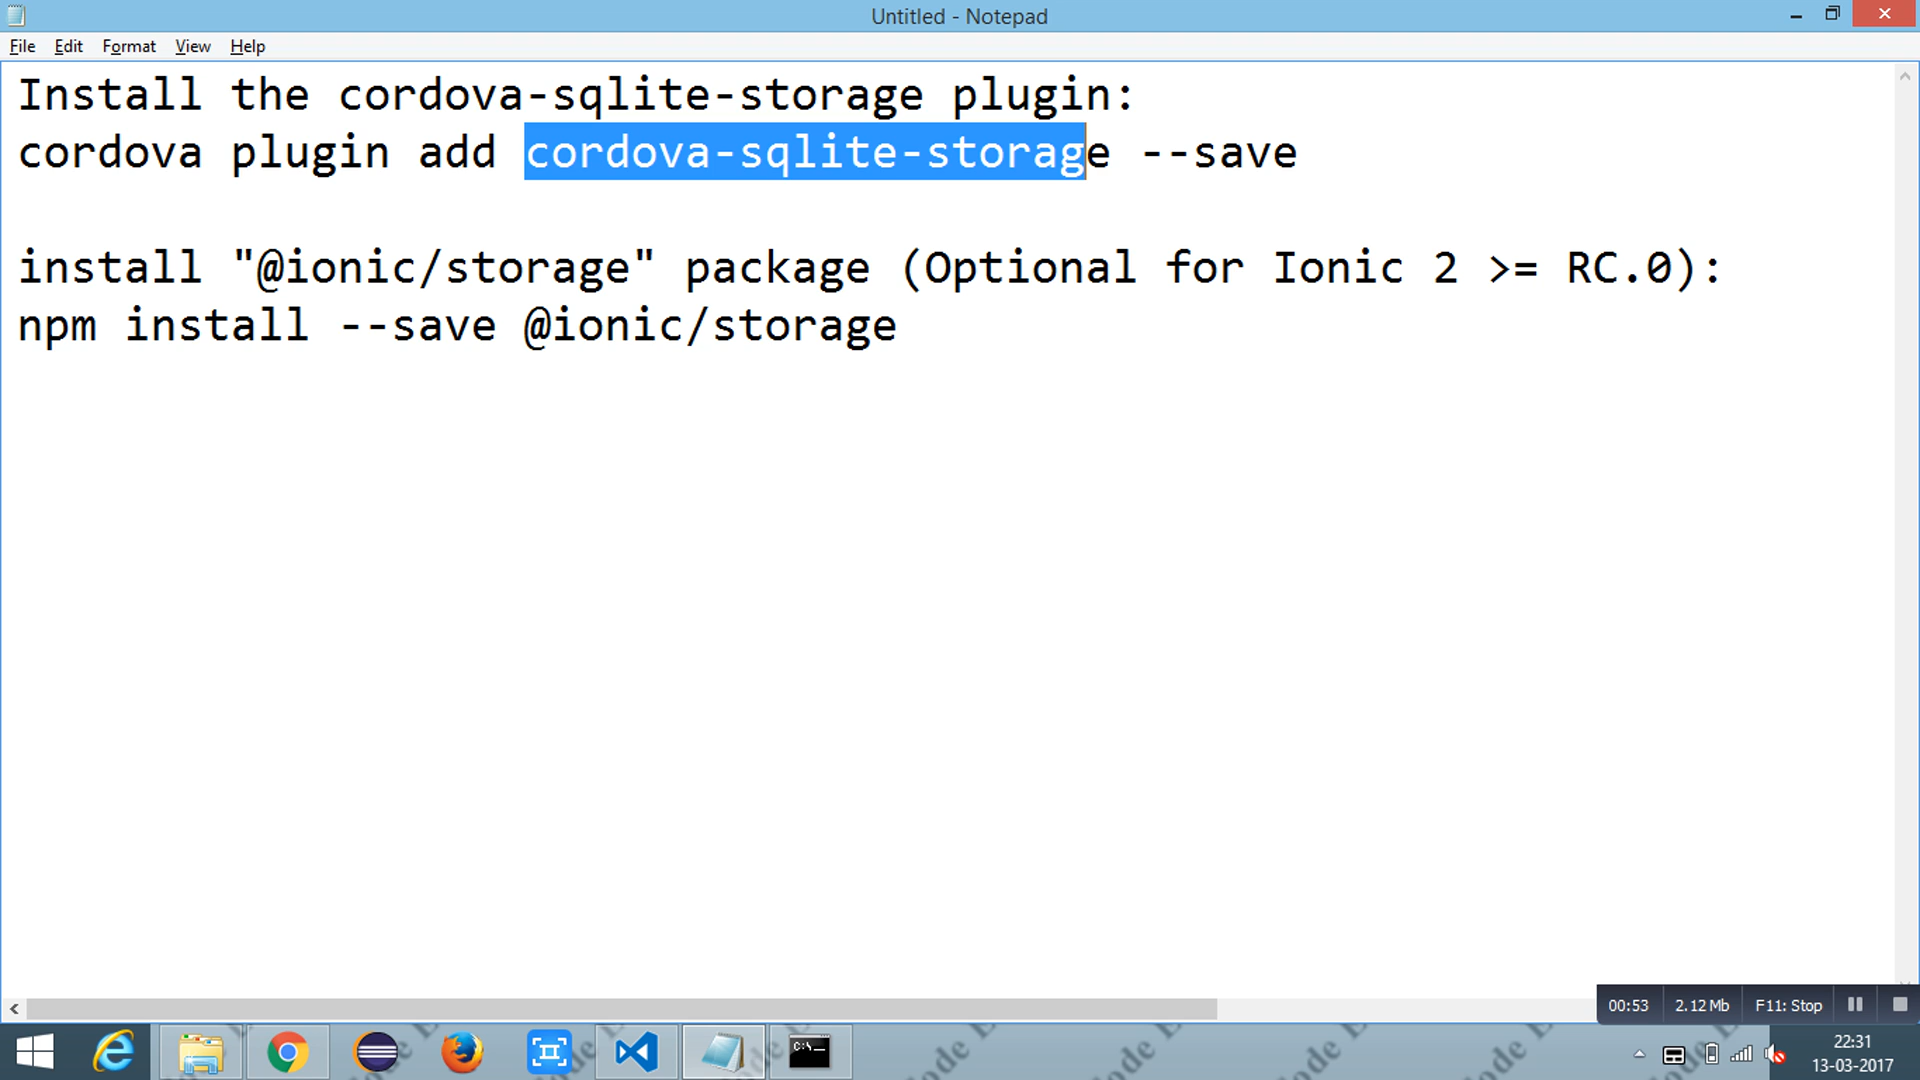 Untitled - Notepad
File Edit Format View Help
Install the cordova-sqlite-storage plugin:
cordova plugin add cordova-sqlite-storage --save
install "@ionic/storage" package (Optional for Ionic 2 >= RC.0):
npm install --save @ionic/storage
00:53 2.12 Mb F11: Stop
C:\_
22:31
13-03-2017